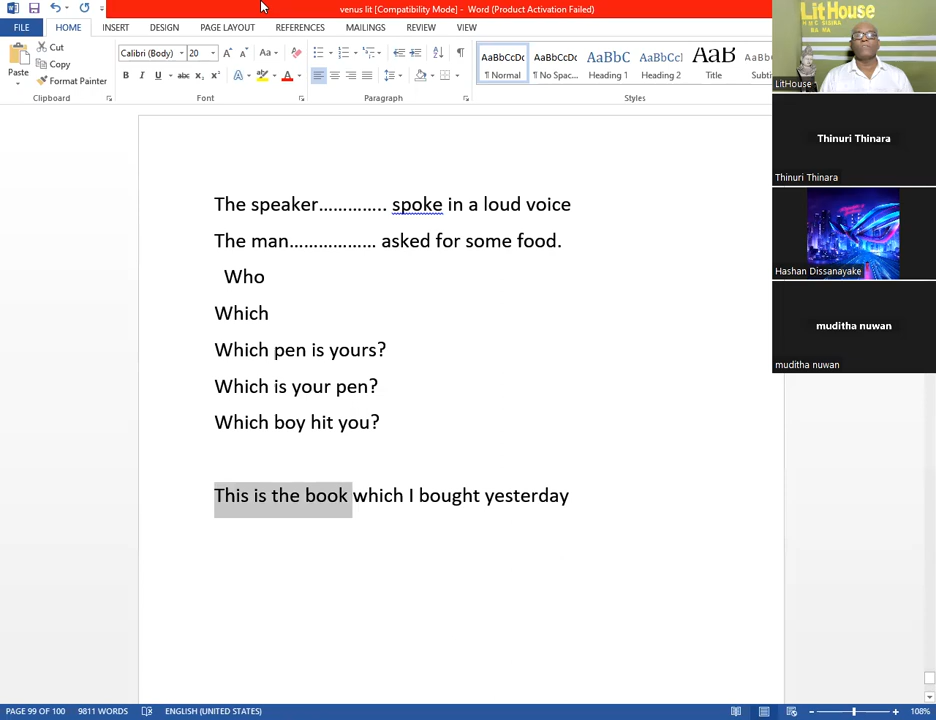 venus lit [Compatibility Mode] - Word (Product Activation Failed)
FILE HOME INSERT DESIGN PAGE LAYOUT REFERENCES MAILINGS REVIEW VIEW
Paste
Cut
Copy
Format Painter
Clipboard
Calibri (Body) 20
Font
Paragraph
AaBbCcDc AaBbCcDc AaBbC AaBbCcI AaB AaBbCcC
¶ Normal ¶ No Spac... Heading 1 Heading 2 Title Subti
Styles
The speaker………….. spoke in a loud voice
The man……………… asked for some food.
Who
Which
Which pen is yours?
Which is your pen?
Which boy hit you?
This is the book which I bought yesterday
LitHouse
LitHouse
Thinuri Thinara
Thinuri Thinara
Hashan Dissanayake
muditha nuwan
muditha nuwan
PAGE 99 OF 100 9811 WORDS ENGLISH (UNITED STATES) 108%